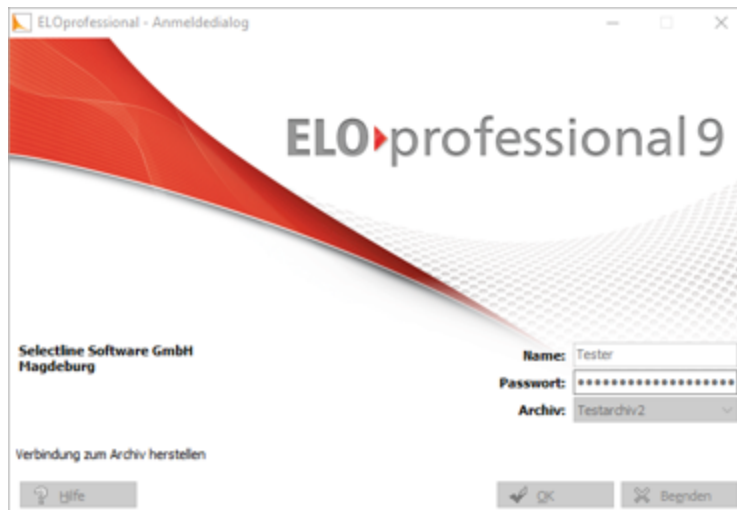 ELOprofessional - Anmeldedialog
ELO professional 9
Selectline Software GmbH
Magdeburg
Name: Tester
Passwort: ●●●●●●●●●●●●●●●●●●●
Archiv: Testarchiv2
Verbindung zum Archiv herstellen
Hilfe
OK
Beenden